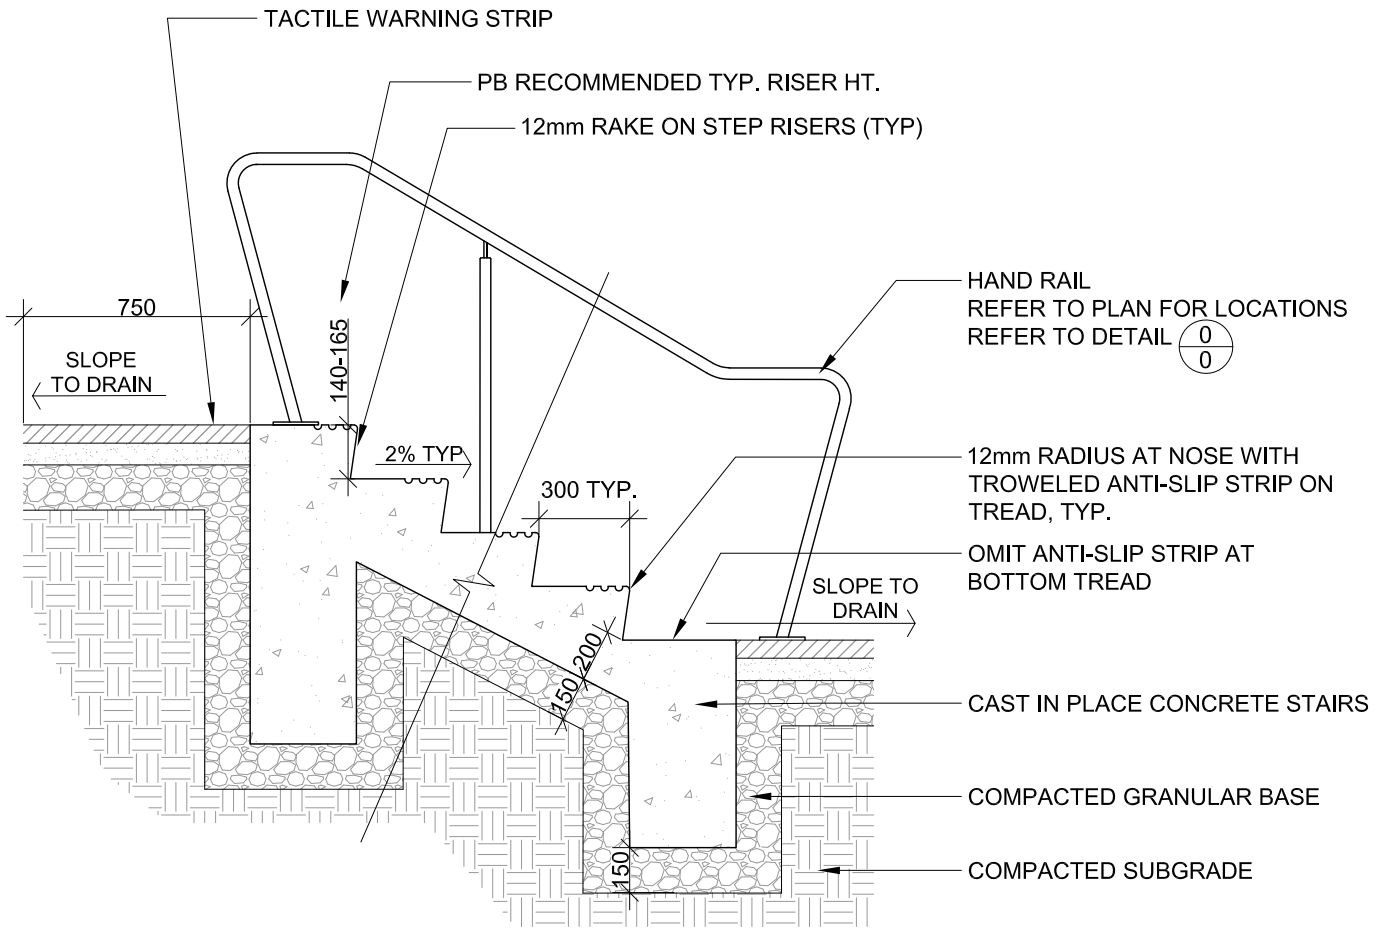 TACTILE WARNING STRIP
PB RECOMMENDED TYP. RISER HT.
12mm RAKE ON STEP RISERS (TYP)
HAND RAIL
REFER TO PLAN FOR LOCATIONS
REFER TO DETAIL 0
0
750
140-165
SLOPE
TO DRAIN
2% TYP
300 TYP.
12mm RADIUS AT NOSE WITH
TROWELED ANTI-SLIP STRIP ON
TREAD, TYP.
OMIT ANTI-SLIP STRIP AT
BOTTOM TREAD
SLOPE TO
DRAIN
200
150
CAST IN PLACE CONCRETE STAIRS
COMPACTED GRANULAR BASE
150
COMPACTED SUBGRADE